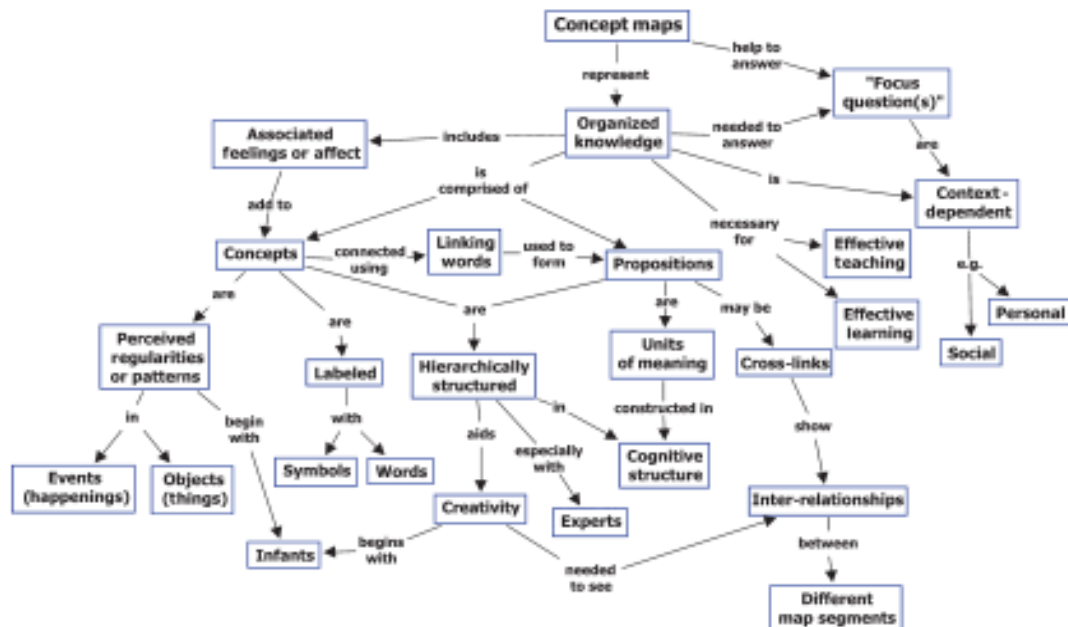 Concept maps
help to
answer
represent
"Focus
question(s)"
Organized
knowledge
needed to
answer
includes
Associated
feelings or affect
are
is
comprised of
is
Context-
dependent
add to
necessary
for
Concepts
connected
using
Linking
words
used to
form
Propositions
Effective
teaching
e.g.
are
are
are
are
may be
Personal
Effective
learning
Social
Perceived
regularities
or patterns
Labeled
Hierarchically
structured
Units
of meaning
Cross-links
in
begin
with
with
aids
in
constructed in
especially
with
show
Events
(happenings)
Objects
(things)
Symbols
Words
Cognitive
structure
Creativity
Experts
Inter-relationships
Infants
begins
with
needed
to see
between
Different
map segments